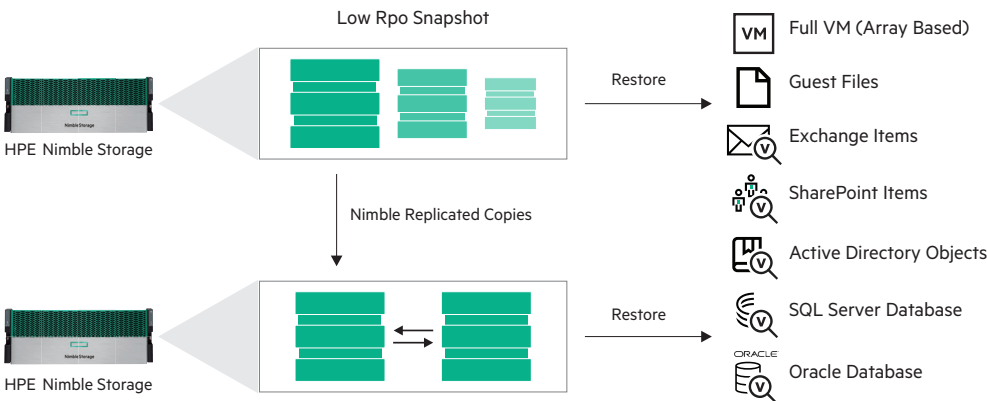 Low Rpo Snapshot
VM
Full VM (Array Based)
Nimble Storage
HPE Nimble Storage
Restore
Guest Files
V
Exchange Items
V
SharePoint Items
Nimble Replicated Copies
V
Active Directory Objects
Nimble Storage
HPE Nimble Storage
Restore
V
SQL Server Database
ORACLE
V
Oracle Database